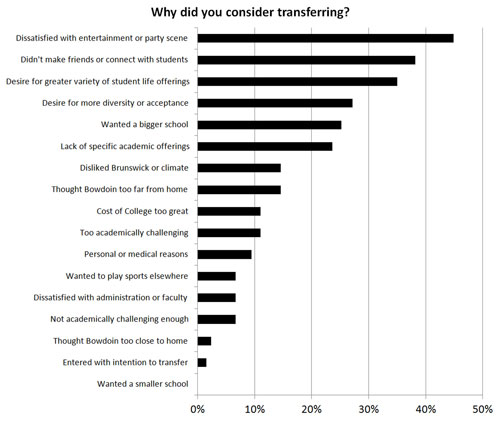 Why did you consider transferring?
Dissatisfied with entertainment or party scene
Didn't make friends or connect with students
Desire for greater variety of student life offerings
Desire for more diversity or acceptance
Wanted a bigger school
Lack of specific academic offerings
Disliked Brunswick or climate
Thought Bowdoin too far from home
Cost of College too great
Too academically challenging
Personal or medical reasons
Wanted to play sports elsewhere
Dissatisfied with administration or faculty
Not academically challenging enough
Thought Bowdoin too close to home
Entered with intention to transfer
Wanted a smaller school
0% 10% 20% 30% 40% 50%